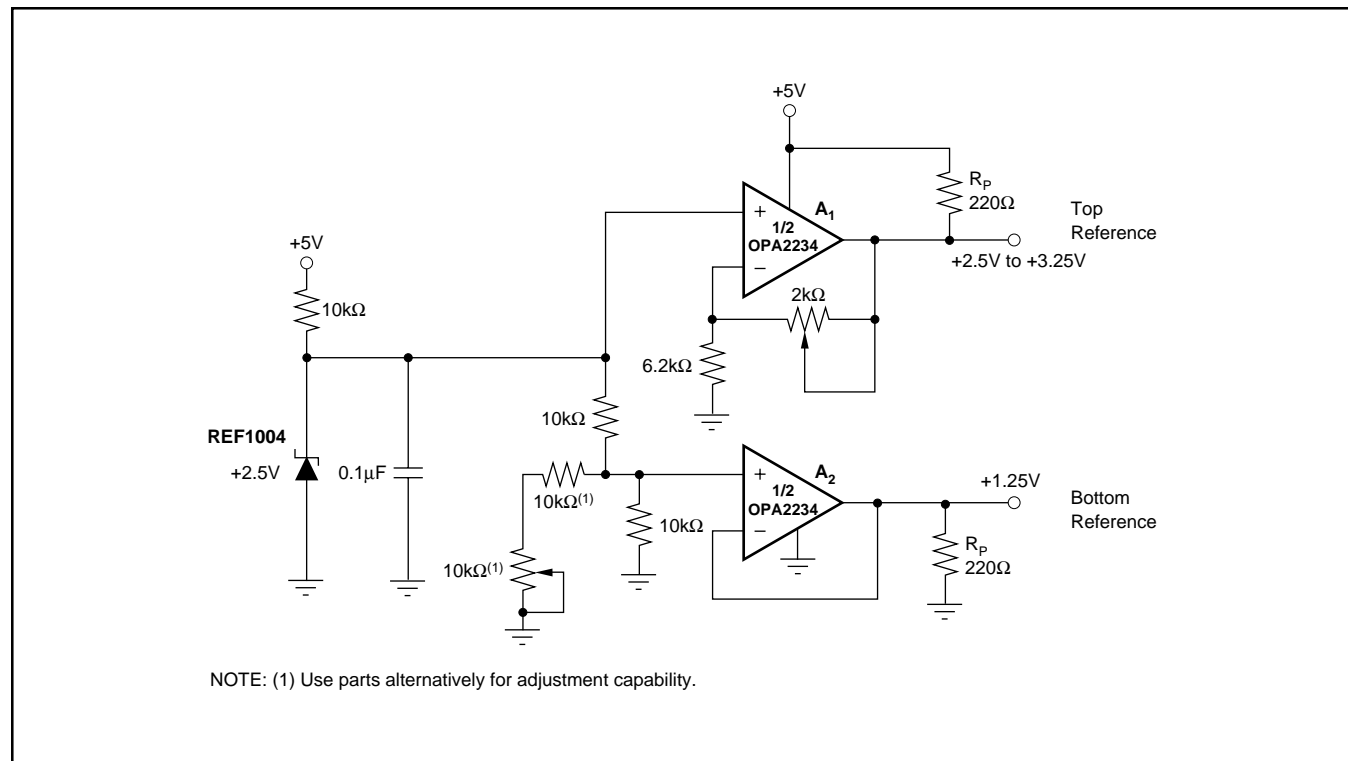 +5V
R_P
220Ω
+
A₁
1/2
OPA2234
−
Top
Reference
+2.5V to +3.25V
+5V
10kΩ
2kΩ
6.2kΩ
10kΩ
REF1004
+2.5V
0.1µF
10kΩ⁽¹⁾
10kΩ
10kΩ⁽¹⁾
+
A₂
1/2
OPA2234
−
+1.25V
Bottom
Reference
R_P
220Ω
NOTE: (1) Use parts alternatively for adjustment capability.